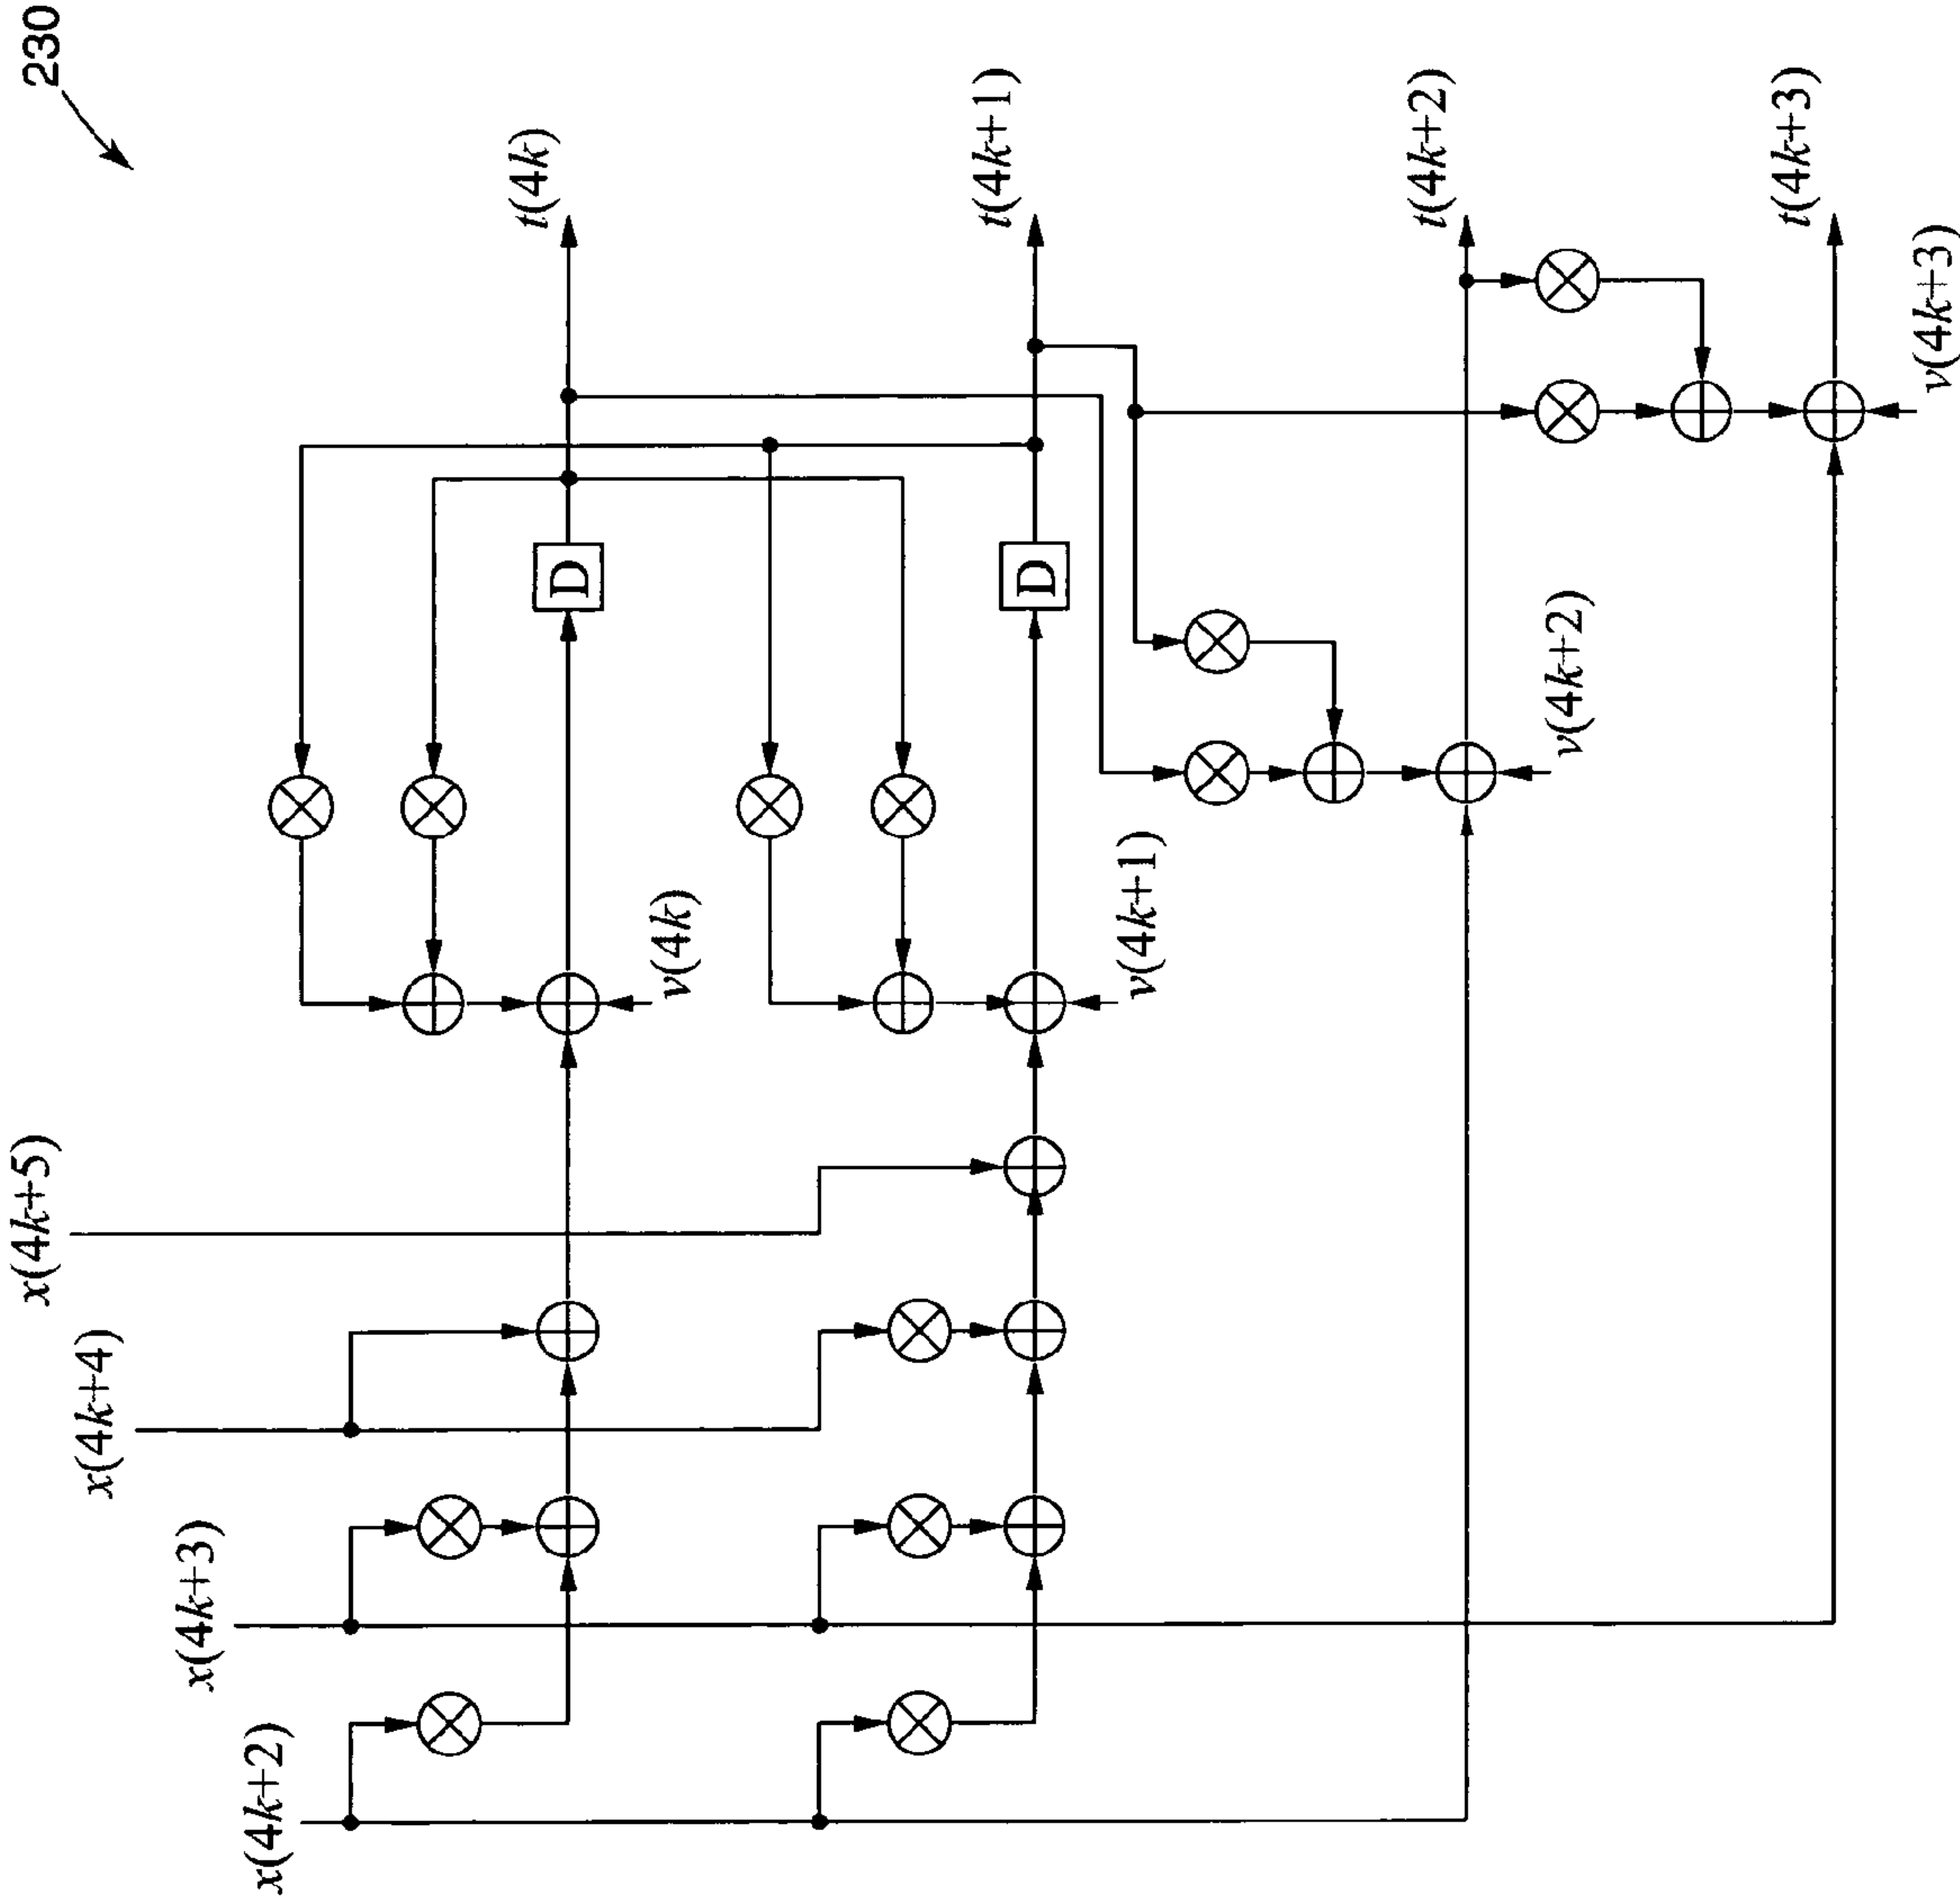 230
x(4k+2)
x(4k+3)
x(4k+4)
x(4k+5)
v(4k)
D
t(4k)
v(4k+1)
D
t(4k+1)
v(4k+2)
t(4k+2)
v(4k+3)
t(4k+3)